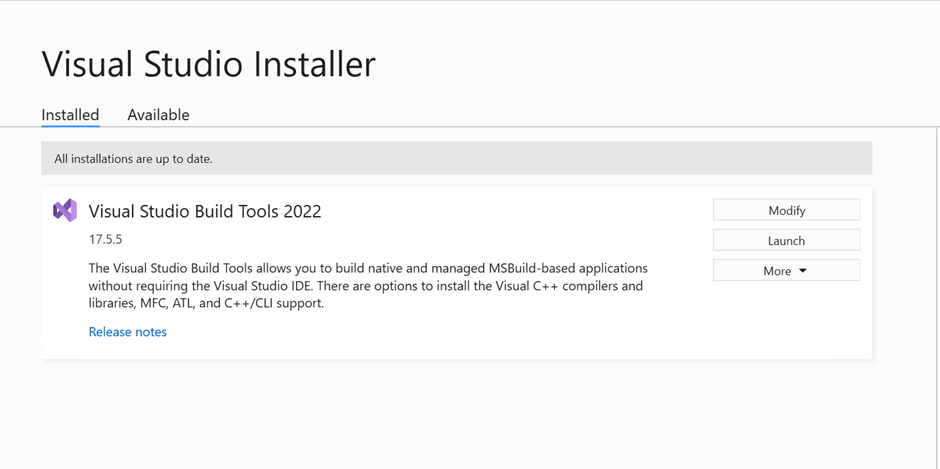 Visual Studio Installer
Installed
Available
All installations are up to date.
Visual Studio Build Tools 2022
Modify
17.5.5
Launch
The Visual Studio Build Tools allows you to build native and managed MSBuild-based applications
without requiring the Visual Studio IDE. There are options to install the Visual C++ compilers and
libraries, MFC, ATL, and C++/CLI support.
More
Release notes